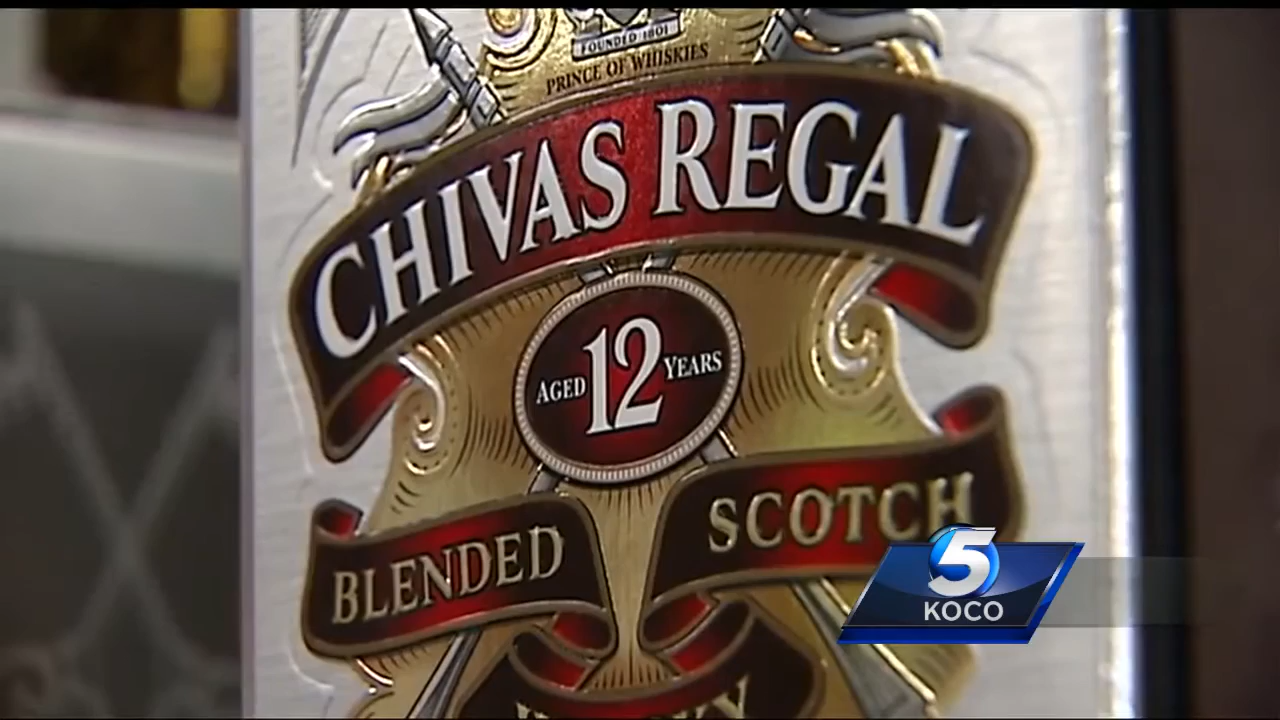 FOUNDED 1801
PRINCE OF WHISKIES
CHIVAS REGAL
AGED 12 YEARS
BLENDED SCOTCH
5
KOCO